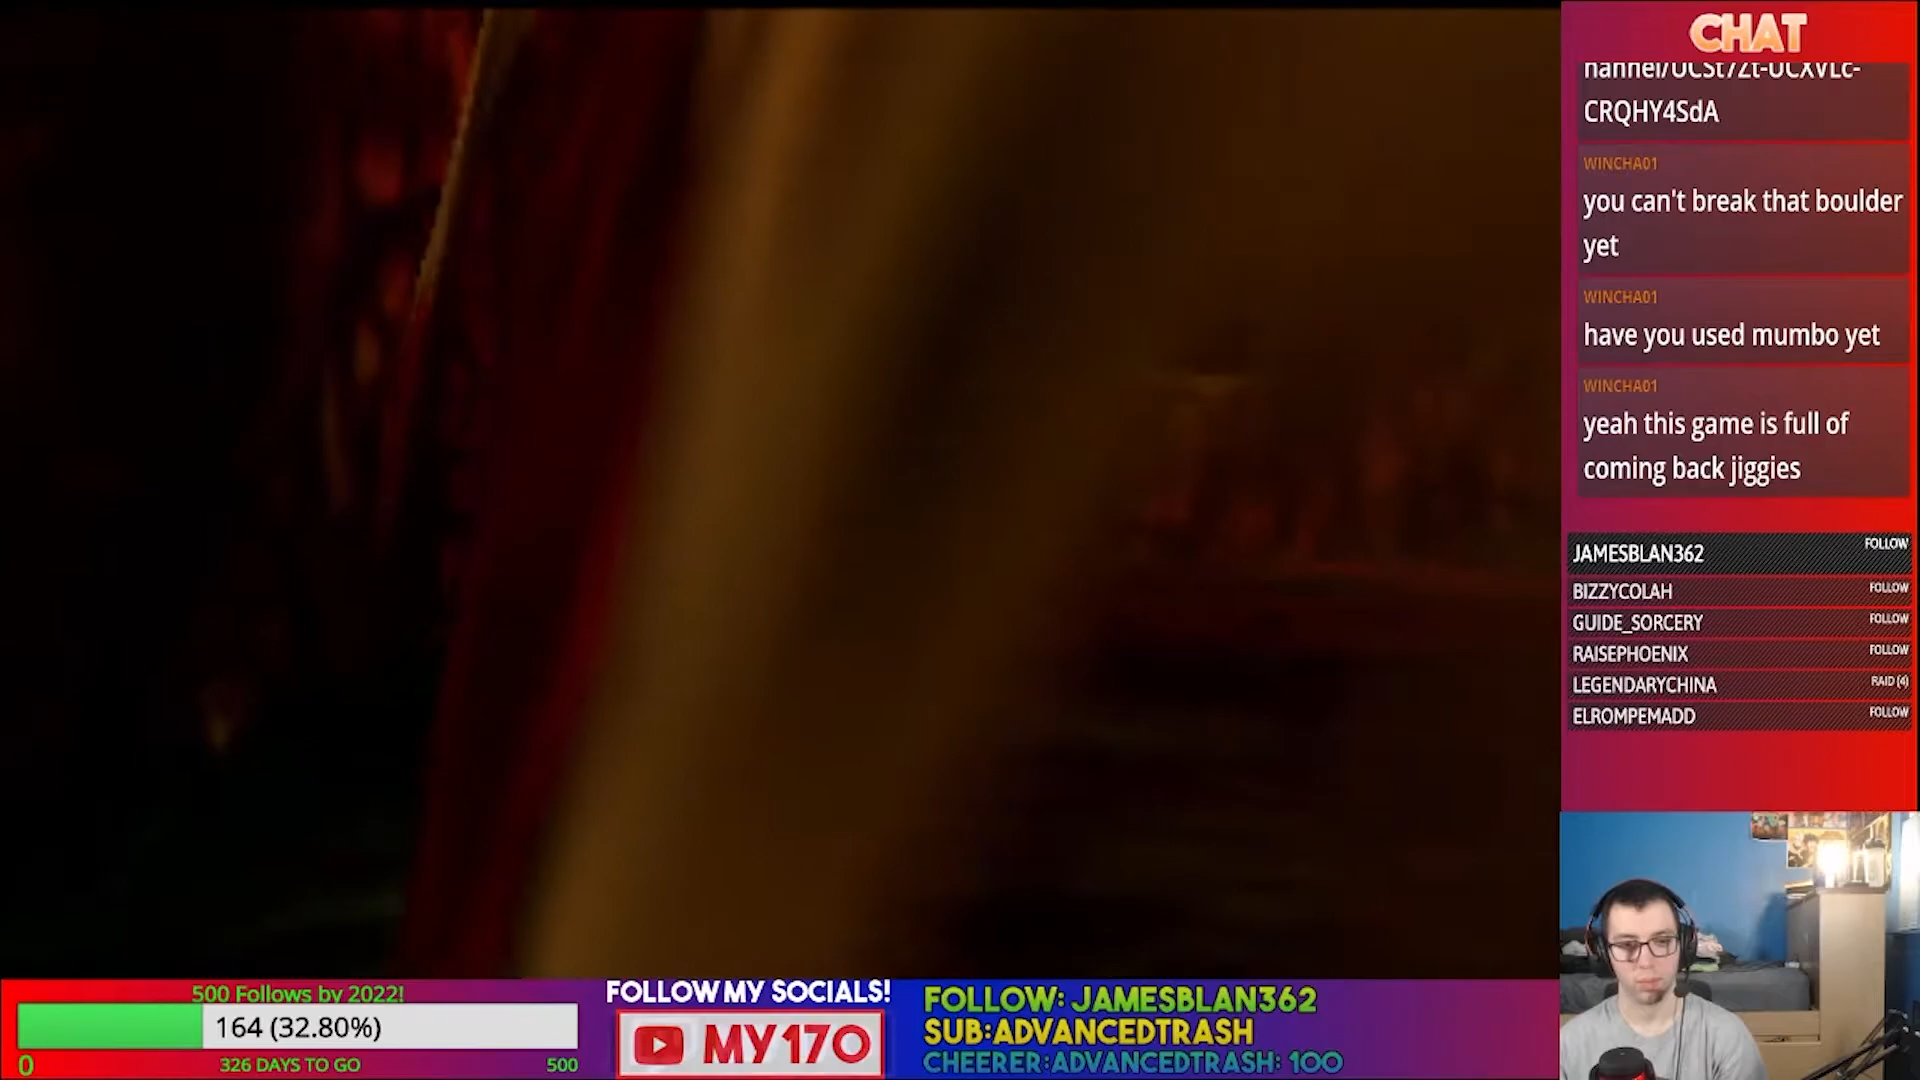 CHAT
CRQHY4SdA
WINCHA01
you can't break that boulder
yet
WINCHA01
have you used mumbo yet
WINCHA01
yeah this game is full of
coming back jiggies
JAMESBLAN362 FOLLOW
BIZZYCOLAH FOLLOW
GUIDE_SORCERY FOLLOW
RAISEPHOENIX FOLLOW
LEGENDARYCHINA RAID (4)
ELROMPEMADD FOLLOW
500 Follows by 2022!
164 (32.80%)
0 326 DAYS TO GO 500
FOLLOW MY SOCIALS!
MY170
FOLLOW: JAMESBLAN362
SUB:ADVANCEDTRASH
CHEERER:ADVANCEDTRASH: 100